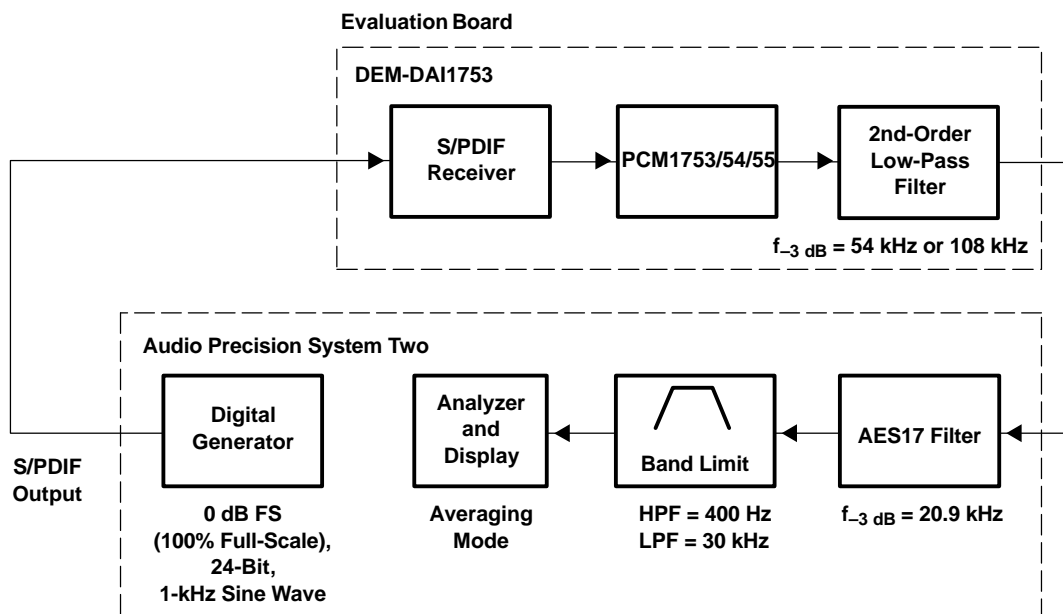 Evaluation Board
DEM-DAI1753
S/PDIF
Receiver
PCM1753/54/55
2nd-Order
Low-Pass
Filter
f–3 dB = 54 kHz or 108 kHz
Audio Precision System Two
Digital
Generator
Analyzer
and
Display
Band Limit
AES17 Filter
S/PDIF
Output
0 dB FS
(100% Full-Scale),
24-Bit,
1-kHz Sine Wave
Averaging
Mode
HPF = 400 Hz
LPF = 30 kHz
f–3 dB = 20.9 kHz